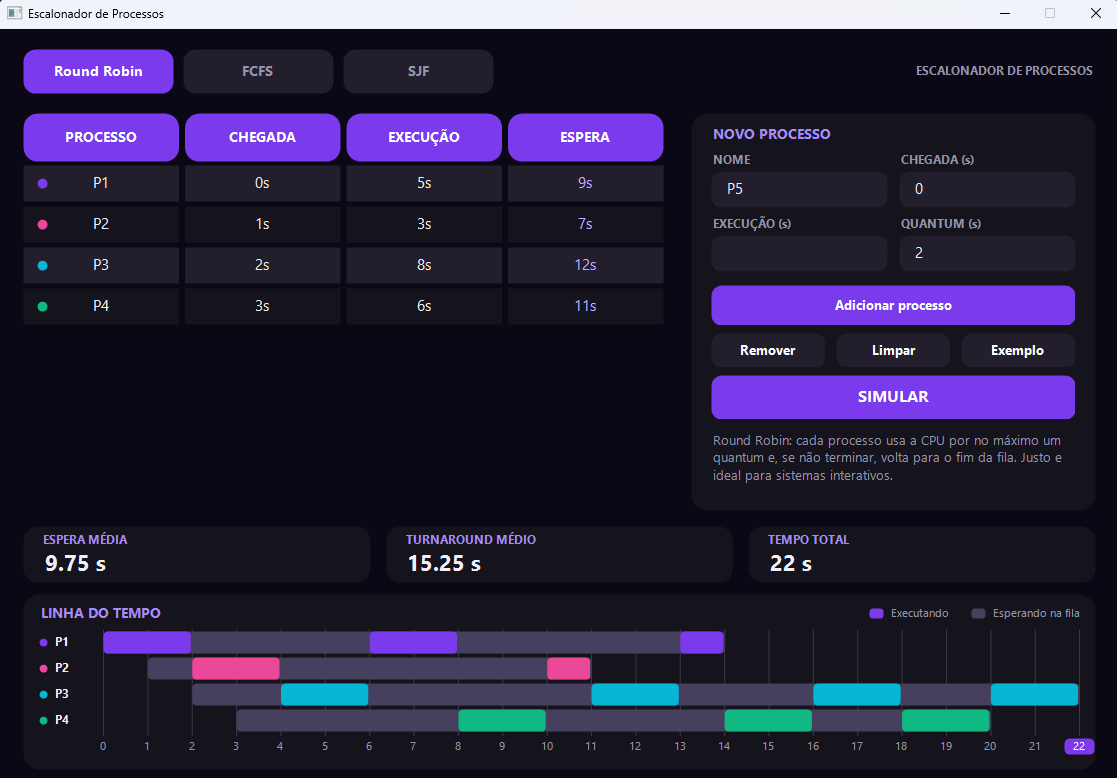 Escalonador de Processos
Round Robin FCFS SJF ESCALONADOR DE PROCESSOS
PROCESSO CHEGADA EXECUÇÃO ESPERA
P1 0s 5s 9s
P2 1s 3s 7s
P3 2s 8s 12s
P4 3s 6s 11s
NOVO PROCESSO
NOME CHEGADA (s)
P5 0
EXECUÇÃO (s) QUANTUM (s)
2
Adicionar processo
Remover Limpar Exemplo
SIMULAR
Round Robin: cada processo usa a CPU por no máximo um
quantum e, se não terminar, volta para o fim da fila. Justo e
ideal para sistemas interativos.
ESPERA MÉDIA TURNAROUND MÉDIO TEMPO TOTAL
9.75 s 15.25 s 22 s
LINHA DO TEMPO Executando Esperando na fila
P1
P2
P3
P4
0 1 2 3 4 5 6 7 8 9 10 11 12 13 14 15 16 17 18 19 20 21 22